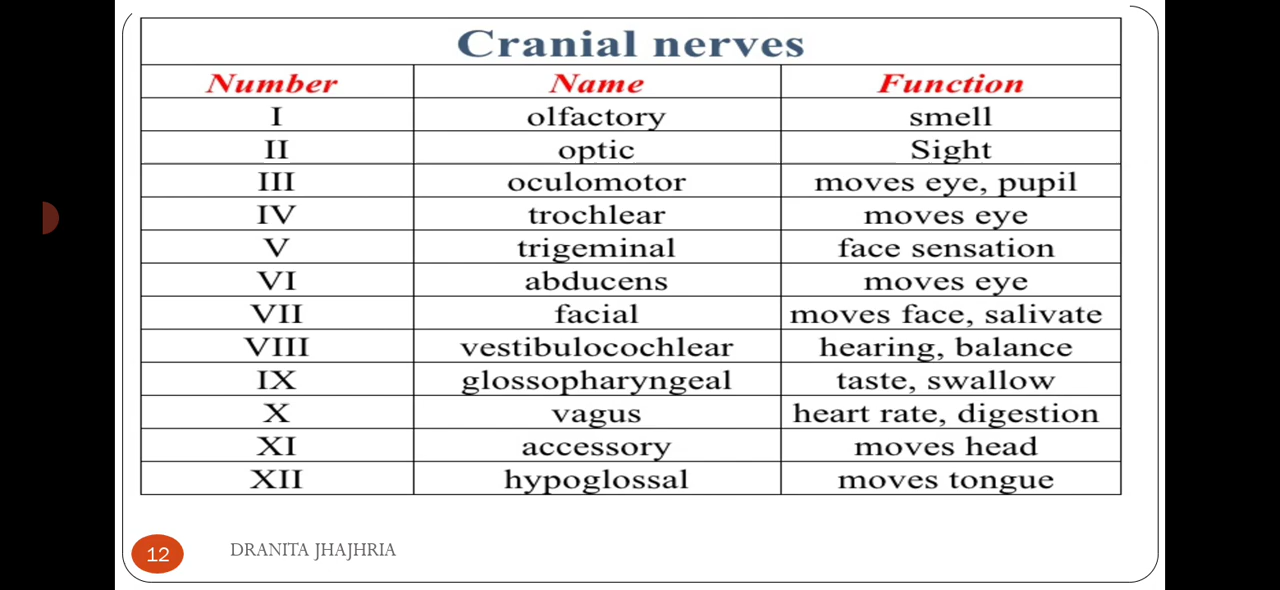 Cranial nerves
Number Name Function
I olfactory smell
II optic Sight
III oculomotor moves eye, pupil
IV trochlear moves eye
V trigeminal face sensation
VI abducens moves eye
VII facial moves face, salivate
VIII vestibulocochlear hearing, balance
IX glossopharyngeal taste, swallow
X vagus heart rate, digestion
XI accessory moves head
XII hypoglossal moves tongue
12 DRANITA JHAJHRIA